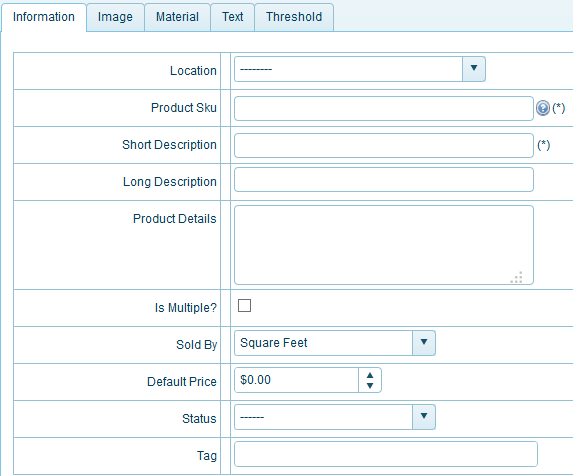 Information Image Material Text Threshold
Location --------
Product Sku (*)
Short Description (*)
Long Description
Product Details
Is Multiple?
Sold By Square Feet
Default Price $0.00
Status ------
Tag